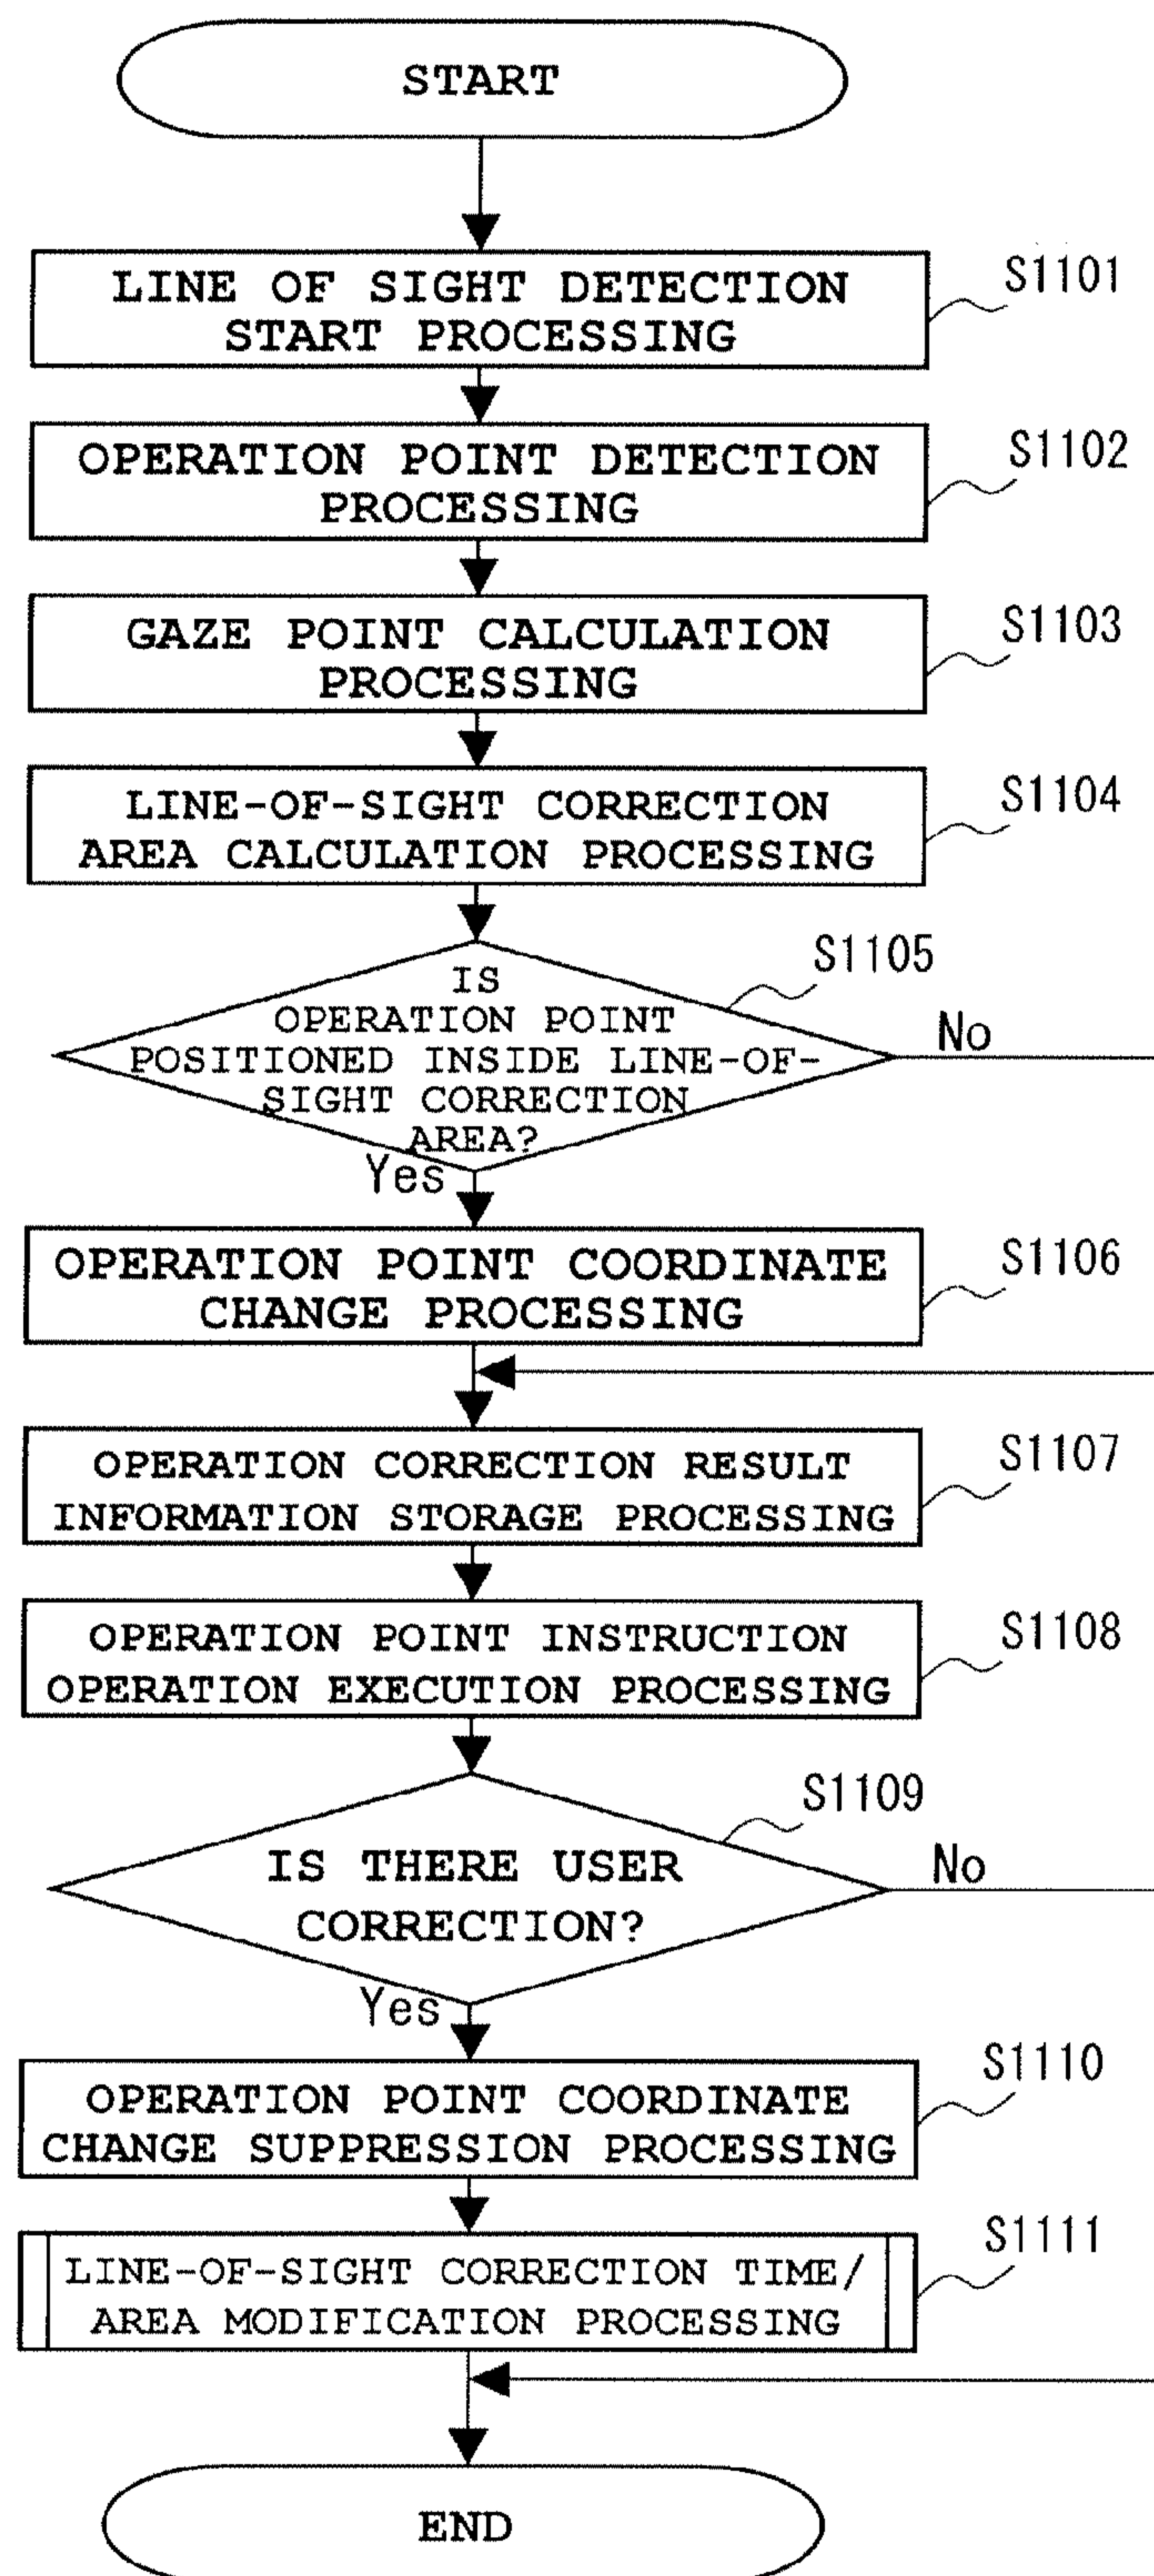 START
LINE OF SIGHT DETECTION
START PROCESSING
S1101
OPERATION POINT DETECTION
PROCESSING
S1102
GAZE POINT CALCULATION
PROCESSING
S1103
LINE-OF-SIGHT CORRECTION
AREA CALCULATION PROCESSING
S1104
IS
OPERATION POINT
POSITIONED INSIDE LINE-OF-
SIGHT CORRECTION
AREA?
S1105
No
Yes
OPERATION POINT COORDINATE
CHANGE PROCESSING
S1106
OPERATION CORRECTION RESULT
INFORMATION STORAGE PROCESSING
S1107
OPERATION POINT INSTRUCTION
OPERATION EXECUTION PROCESSING
S1108
IS THERE USER
CORRECTION?
S1109
No
Yes
OPERATION POINT COORDINATE
CHANGE SUPPRESSION PROCESSING
S1110
LINE-OF-SIGHT CORRECTION TIME/
AREA MODIFICATION PROCESSING
S1111
END